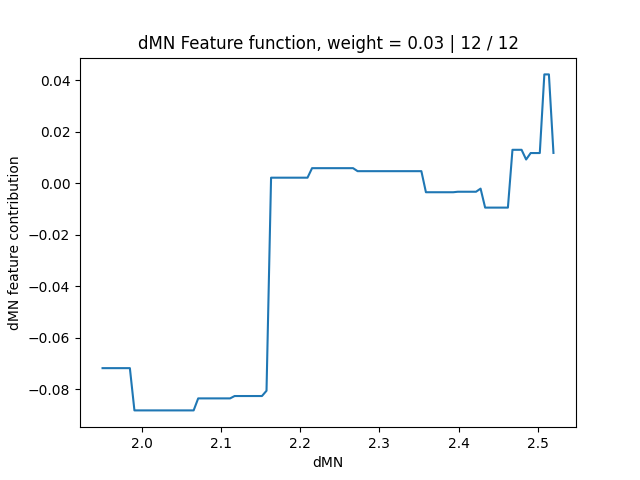 dMN Feature function, weight = 0.03 | 12 / 12
0.04
0.02
0.00
−0.02
−0.04
−0.06
−0.08
dMN feature contribution
2.0 2.1 2.2 2.3 2.4 2.5
dMN